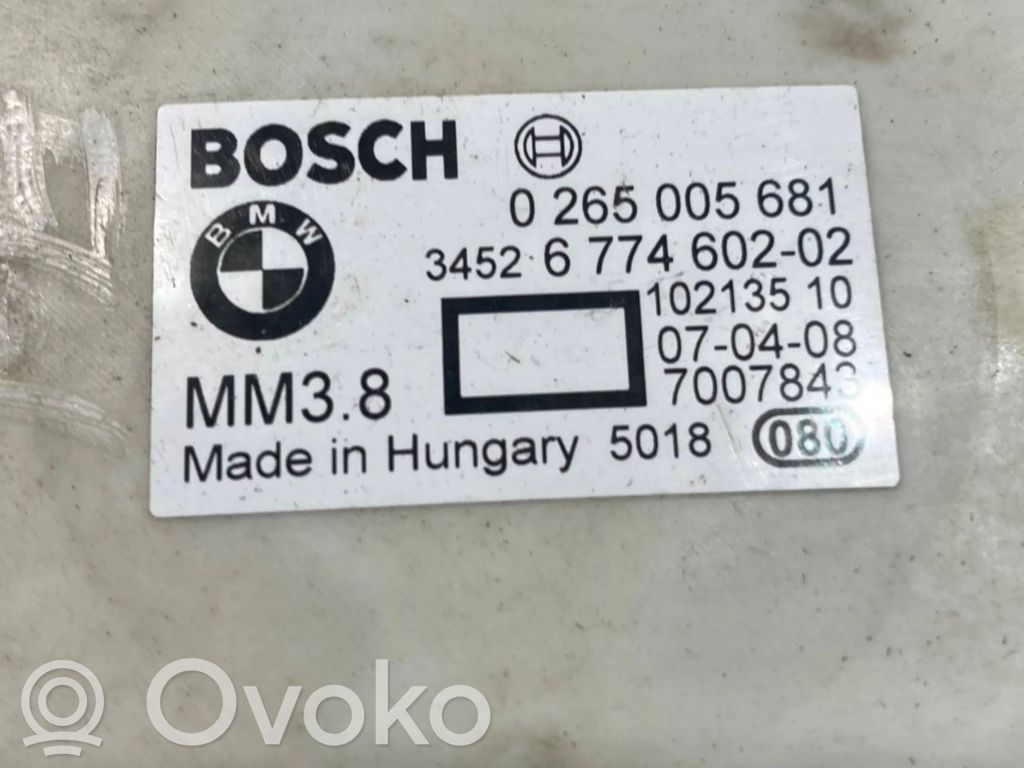 BOSCH
0 265 005 681
BMW
3452 6 774 602-02
102135 10
07-04-08
7007843
MM3.8
Made in Hungary 5018 080
Ovoko